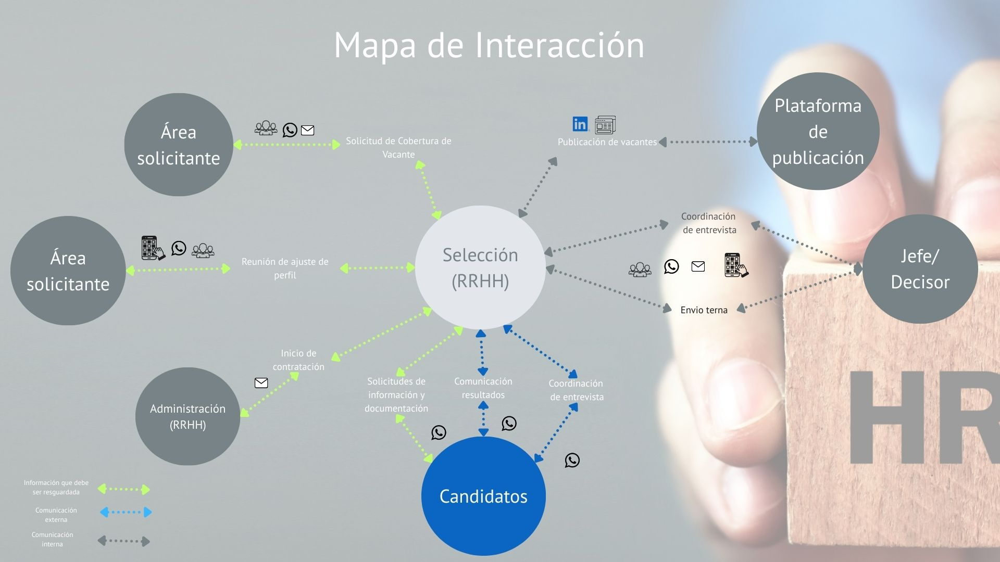 Mapa de Interacción
Área
solicitante
Solicitud de Cobertura de
Vacante
in
Publicación de vacantes
Plataforma
de
publicación
Área
solicitante
Reunión de ajuste de
perfil
Selección
(RRHH)
Coordinación
de entrevista
Envio terna
Jefe/
Decisor
Inicio de
contratación
Administración
(RRHH)
Solicitudes de
información y
documentación
Comunicación
resultados
Coordinación
de entrevista
Candidatos
HR
Información que debe
ser resguardada
Comunicación
externa
Comunicación
interna